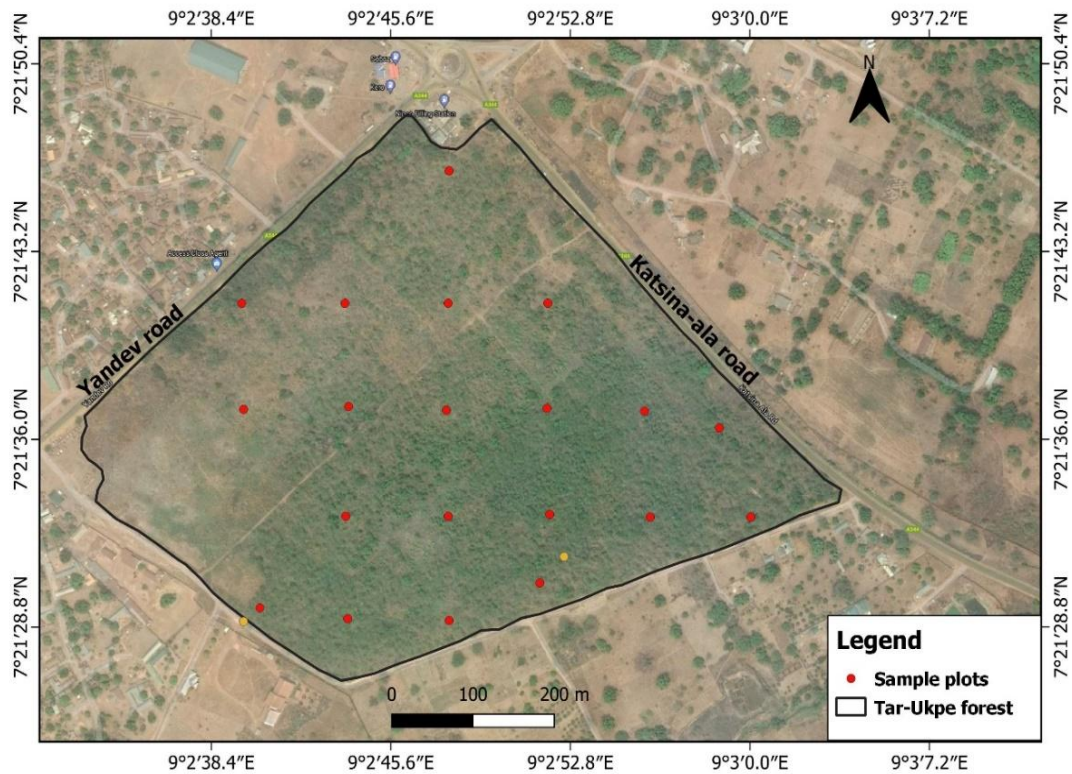 9°2′38.4″E 9°2′45.6″E 9°2′52.8″E 9°3′0.0″E 9°3′7.2″E
7°21′50.4″N
7°21′50.4″N
N
7°21′43.2″N
7°21′43.2″N
Yandev road
Katsina-ala road
7°21′36.0″N
7°21′36.0″N
7°21′28.8″N
7°21′28.8″N
0 100 200 m
Legend
Sample plots
Tar-Ukpe forest
9°2′38.4″E 9°2′45.6″E 9°2′52.8″E 9°3′0.0″E 9°3′7.2″E